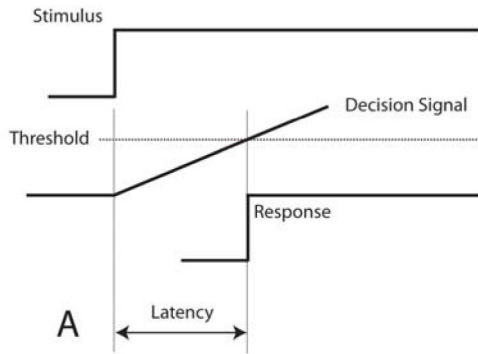 Stimulus
Decision Signal
Threshold
Response
Latency
A